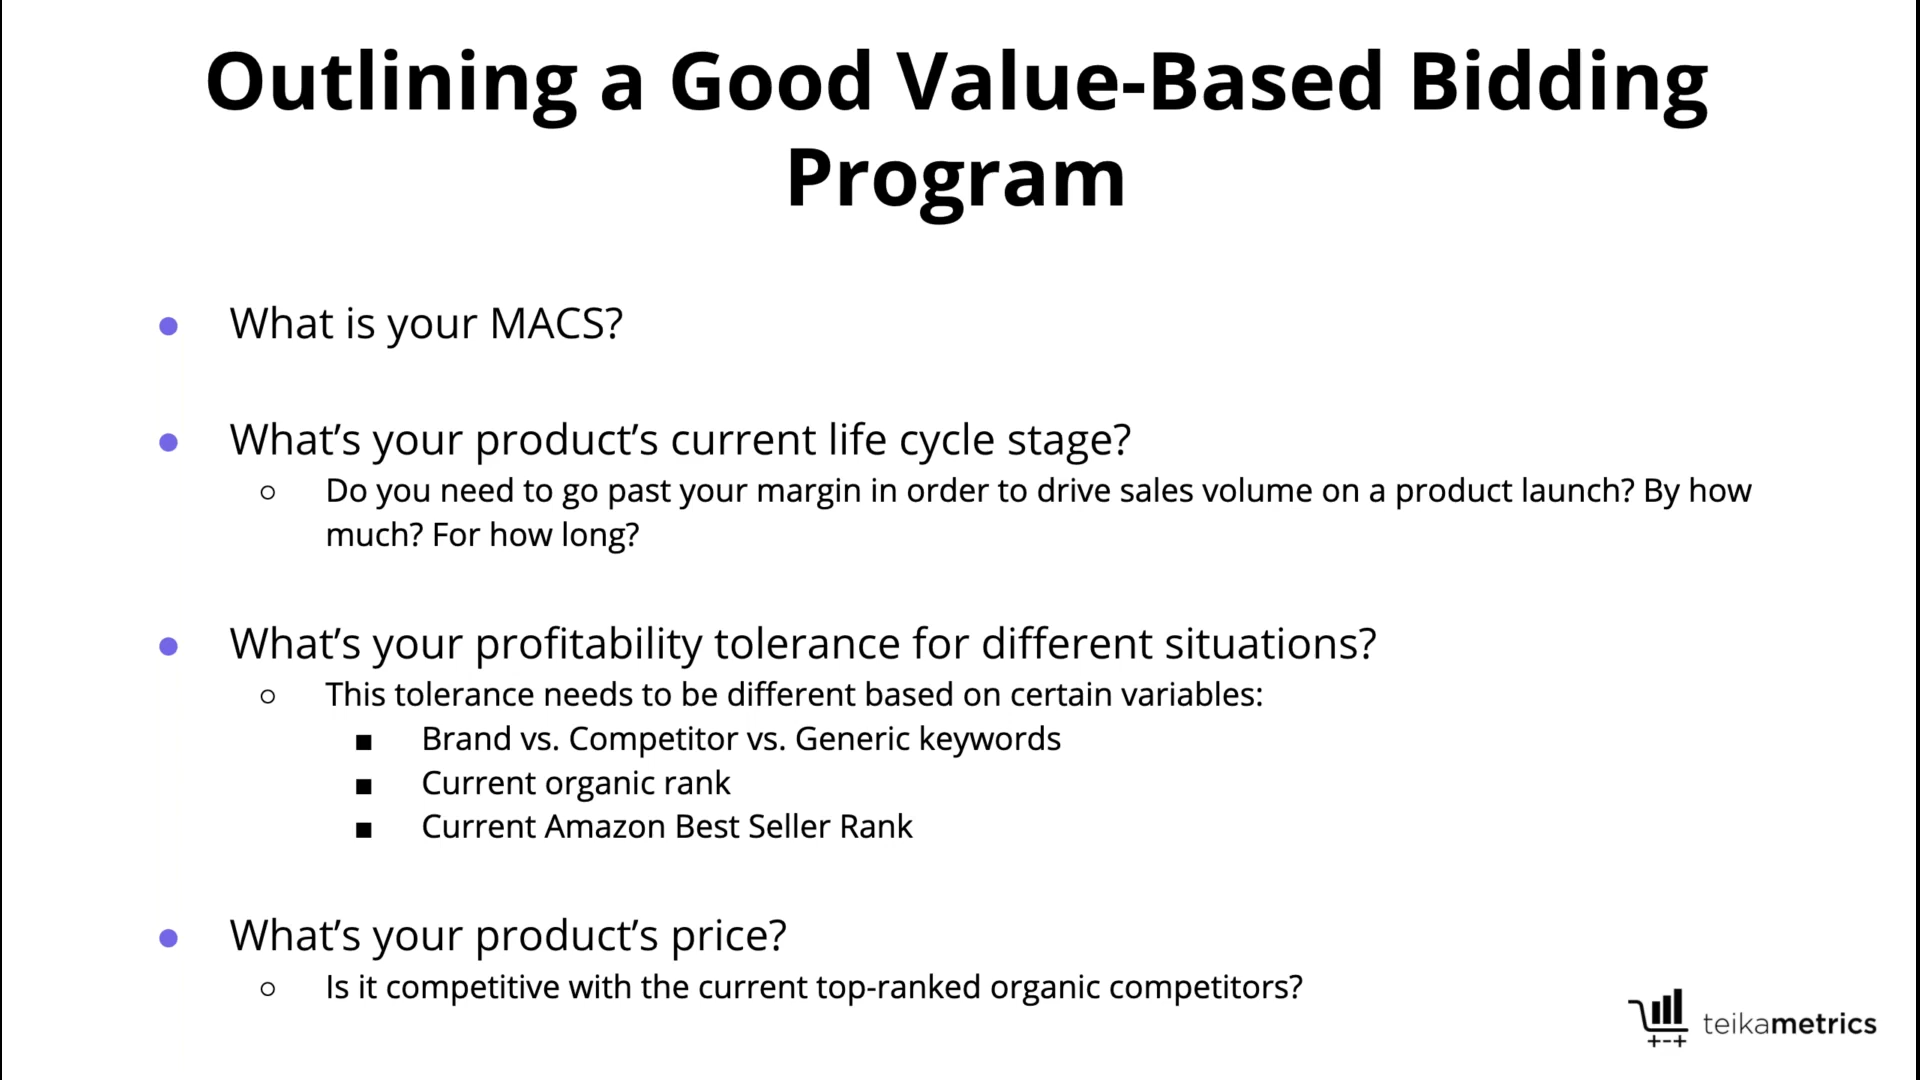 Outlining a Good Value-Based Bidding
Program
● What is your MACS?
● What’s your product’s current life cycle stage?
○ Do you need to go past your margin in order to drive sales volume on a product launch? By how
much? For how long?
● What’s your profitability tolerance for different situations?
○ This tolerance needs to be different based on certain variables:
■ Brand vs. Competitor vs. Generic keywords
■ Current organic rank
■ Current Amazon Best Seller Rank
● What’s your product’s price?
○ Is it competitive with the current top-ranked organic competitors?
teikametrics